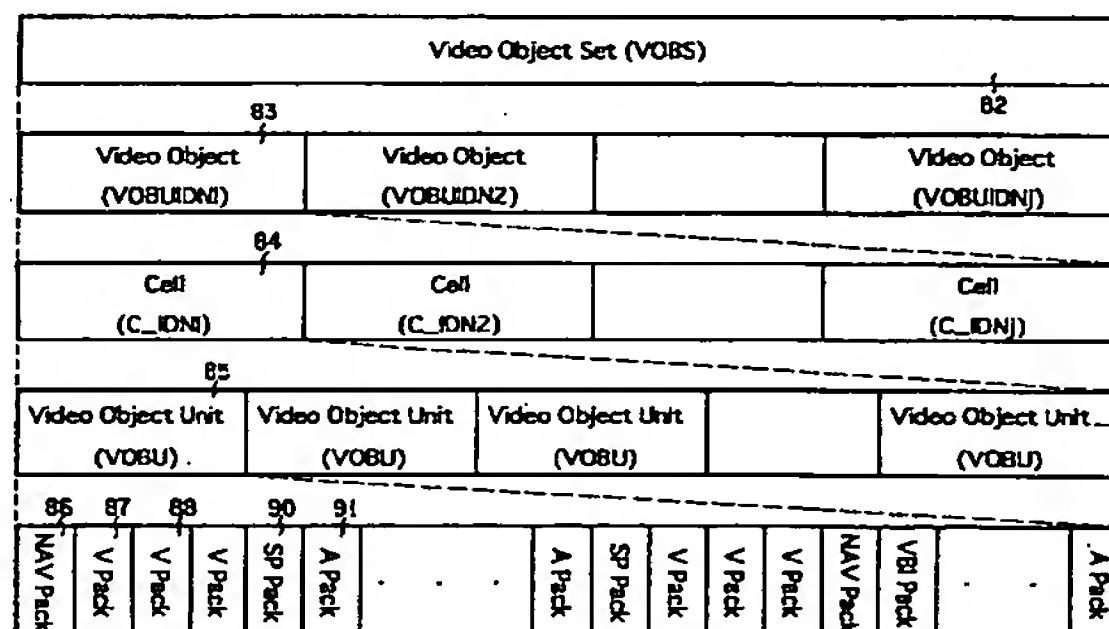 Video Object Set (VOBS)
82
83
Video Object
(VOBUIDN1)
Video Object
(VOBUIDN2)
Video Object
(VOBUIDNj)
84
Cell
(C_IDN1)
Cell
(C_IDN2)
Cell
(C_IDNj)
85
Video Object Unit
(VOBU)
Video Object Unit
(VOBU)
Video Object Unit
(VOBU)
Video Object Unit
(VOBU)
86 87 88 90 91
NAV Pack
V Pack
V Pack
V Pack
SP Pack
A Pack
. . .
A Pack
SP Pack
V Pack
V Pack
V Pack
NAV Pack
VBI Pack
. .
A Pack